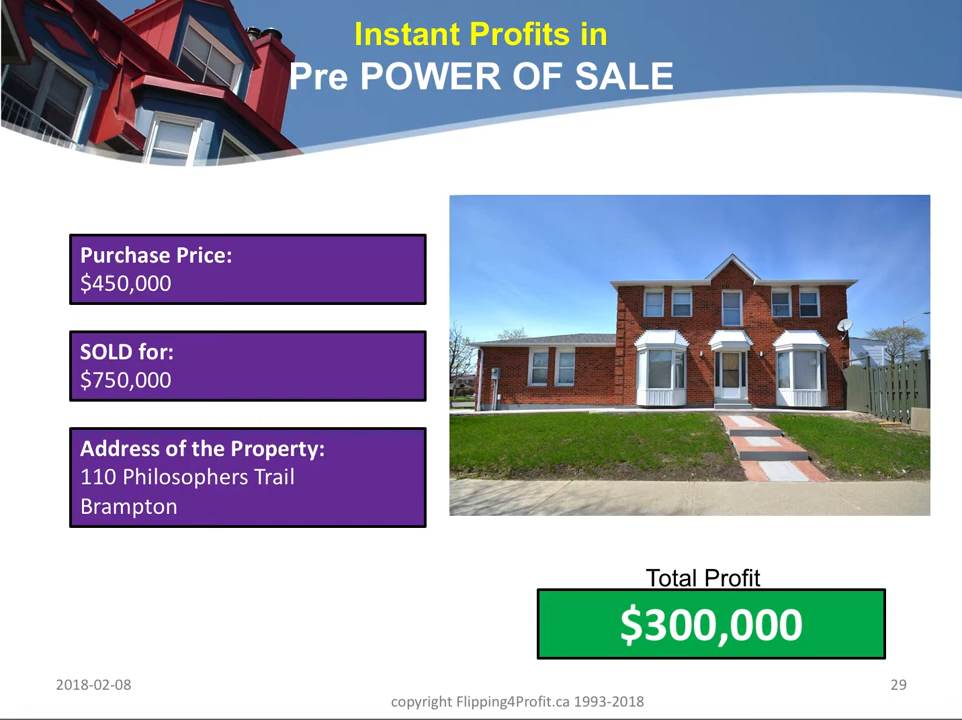 Instant Profits in
Pre POWER OF SALE
Purchase Price:
$450,000
SOLD for:
$750,000
Address of the Property:
110 Philosophers Trail
Brampton
Total Profit
$300,000
2018-02-08
29
copyright Flipping4Profit.ca 1993-2018